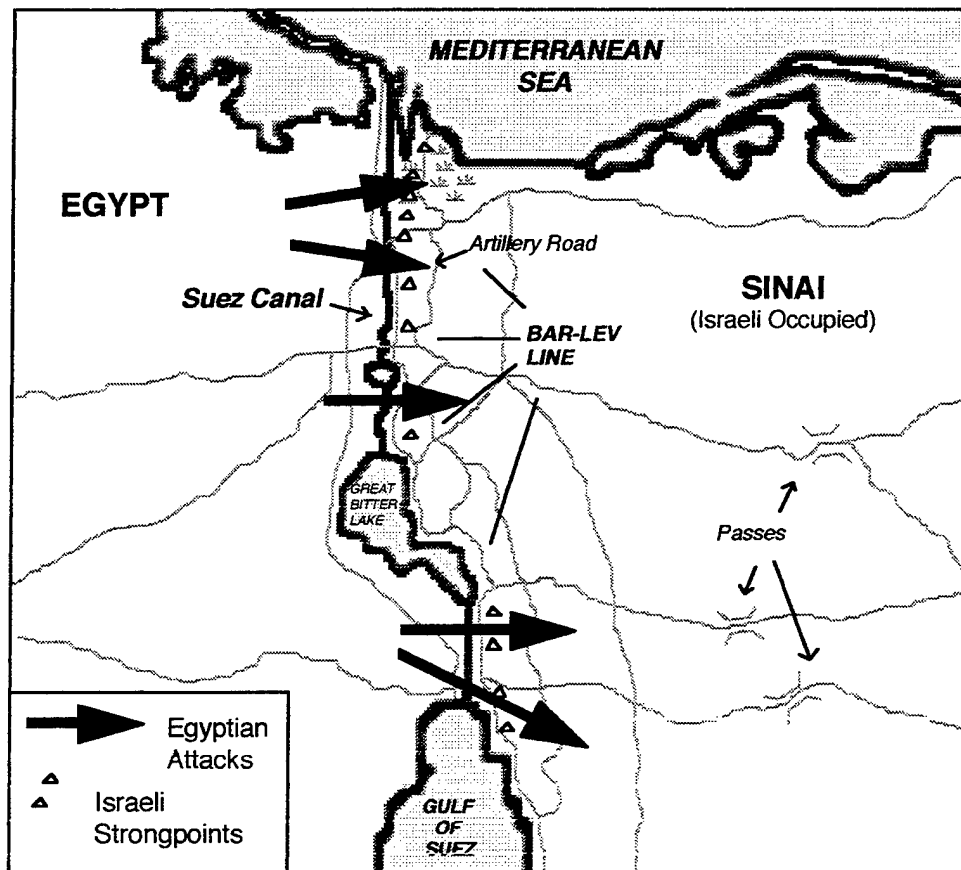 MEDITERRANEAN
SEA
EGYPT
Artillery Road
Suez Canal
SINAI
(Israeli Occupied)
BAR-LEV
LINE
GREAT
BITTER
LAKE
Passes
Egyptian
Attacks
Israeli
Strongpoints
GULF
OF
SUEZ